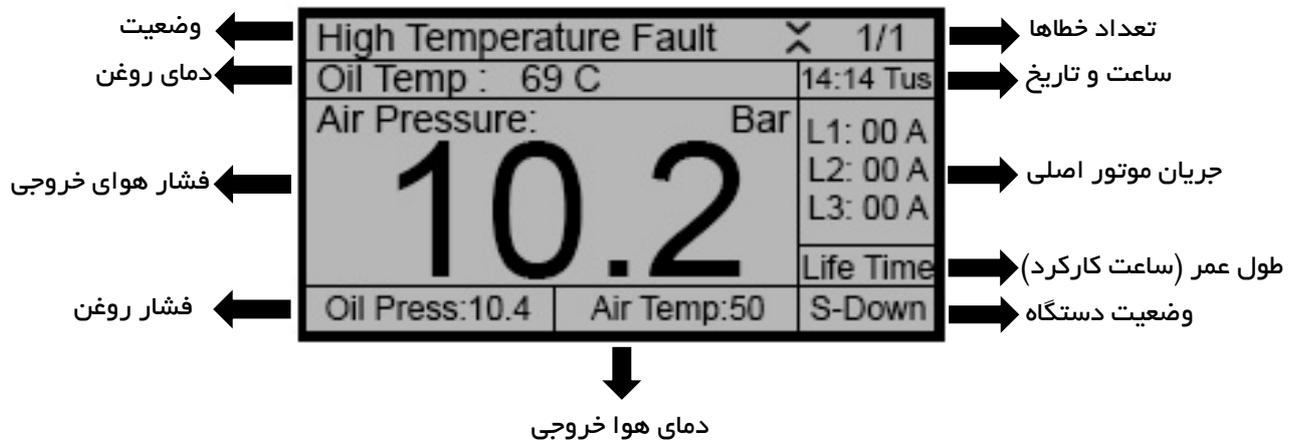 وضعیت
High Temperature Fault 1/1
تعداد خطاها
دمای روغن
Oil Temp : 69 C
14:14 Tus
ساعت و تاریخ
Air Pressure: Bar
10.2
فشار هوای خروجی
L1: 00 A
L2: 00 A
L3: 00 A
جریان موتور اصلی
Life Time
طول عمر (ساعت کارکرد)
فشار روغن
Oil Press:10.4
Air Temp:50
S-Down
وضعیت دستگاه
دمای هوا خروجی